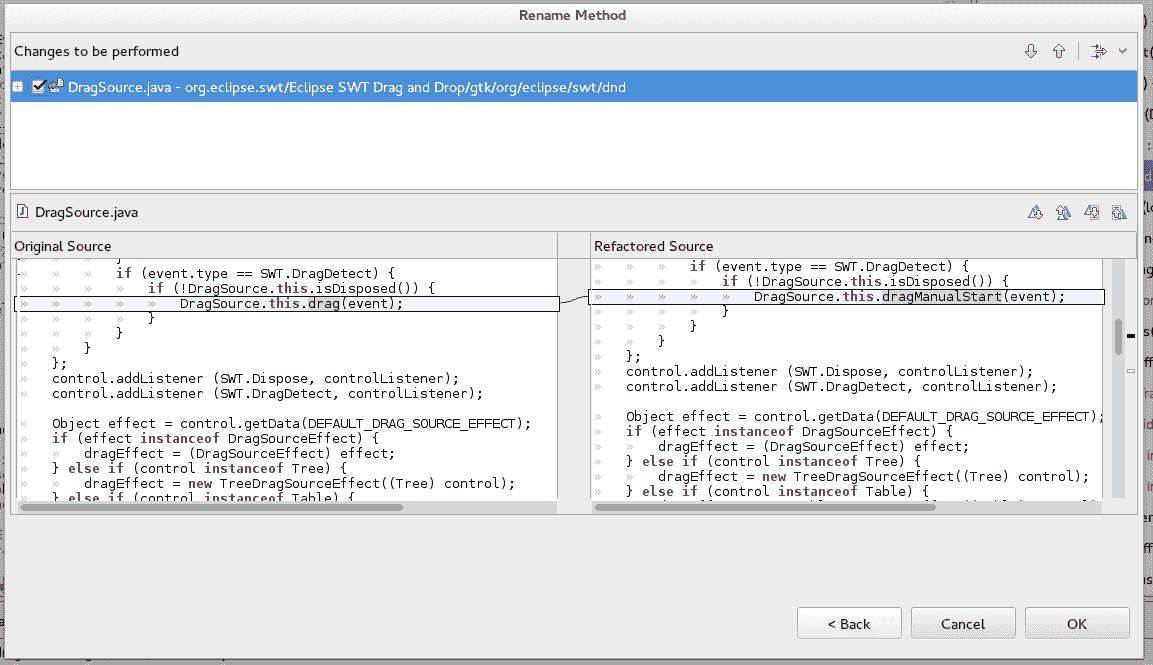 Rename Method
Changes to be performed
DragSource.java - org.eclipse.swt/Eclipse SWT Drag and Drop/gtk/org/eclipse/swt/dnd
DragSource.java
Original Source
}
» » » if (event.type == SWT.DragDetect) {
» » » » if (!DragSource.this.isDisposed()) {
» » » » » DragSource.this.drag(event);
» » » » }
» » » }
» » }
» };
» control.addListener (SWT.Dispose, controlListener);
» control.addListener (SWT.DragDetect, controlListener);
» Object effect = control.getData(DEFAULT_DRAG_SOURCE_EFFECT);
» if (effect instanceof DragSourceEffect) {
» » dragEffect = (DragSourceEffect) effect;
» } else if (control instanceof Tree) {
» » dragEffect = new TreeDragSourceEffect((Tree) control);
» } else if (control instanceof Table) {
Refactored Source
» » » if (event.type == SWT.DragDetect) {
» » » » if (!DragSource.this.isDisposed()) {
» » » » » DragSource.this.dragManualStart(event);
» » » » }
» » » }
» » }
» };
» control.addListener (SWT.Dispose, controlListener);
» control.addListener (SWT.DragDetect, controlListener);
» Object effect = control.getData(DEFAULT_DRAG_SOURCE_EFFECT);
» if (effect instanceof DragSourceEffect) {
» » dragEffect = (DragSourceEffect) effect;
» } else if (control instanceof Tree) {
» » dragEffect = new TreeDragSourceEffect((Tree) control);
» } else if (control instanceof Table) {
< Back
Cancel
OK